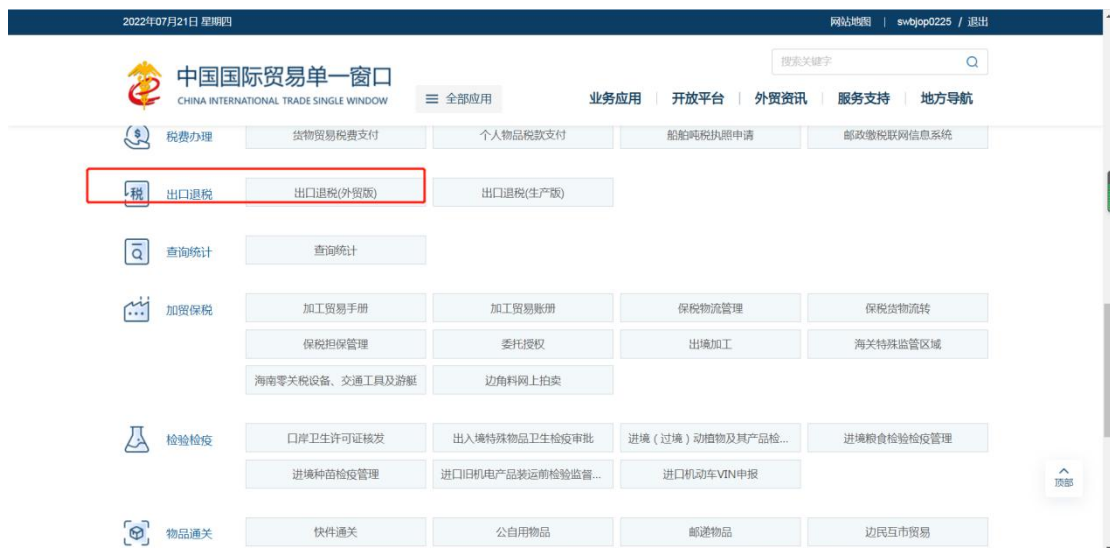 2022年07月21日 星期四
网站地图 | swbjop0225 / 退出
中国国际贸易单一窗口
CHINA INTERNATIONAL TRADE SINGLE WINDOW
全部应用
搜索关键字
业务应用 | 开放平台 | 外贸资讯 | 服务支持 | 地方导航
税费办理 货物贸易税费支付 个人物品税款支付 船舶吨税执照申请 邮政缴税联网信息系统
税 出口退税 出口退税(外贸版) 出口退税(生产版)
查询统计 查询统计
加贸保税 加工贸易手册 加工贸易账册 保税物流管理 保税货物流转
保税担保管理 委托授权 出境加工 海关特殊监管区域
海南零关税设备、交通工具及游艇 边角料网上拍卖
检验检疫 口岸卫生许可证核发 出入境特殊物品卫生检疫审批 进境（过境）动植物及其产品检... 进境粮食检验检疫管理
进境种苗检疫管理 进口旧机电产品装运前检验监督... 进口机动车VIN申报
顶部
物品通关 快件通关 公自用物品 邮递物品 边民互市贸易